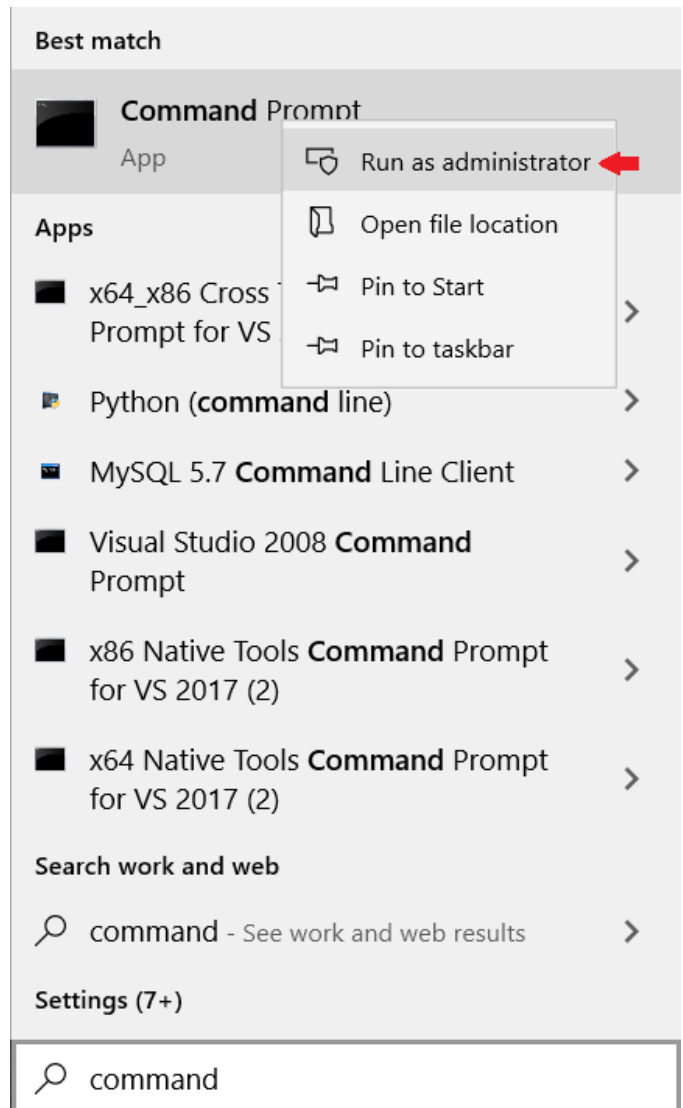 Best match
Command Prompt
App
Run as administrator
Open file location
Pin to Start
Pin to taskbar
Apps
x64_x86 Cross
Prompt for VS
Python (command line)
MySQL 5.7 Command Line Client
Visual Studio 2008 Command
Prompt
x86 Native Tools Command Prompt
for VS 2017 (2)
x64 Native Tools Command Prompt
for VS 2017 (2)
Search work and web
command - See work and web results
Settings (7+)
command